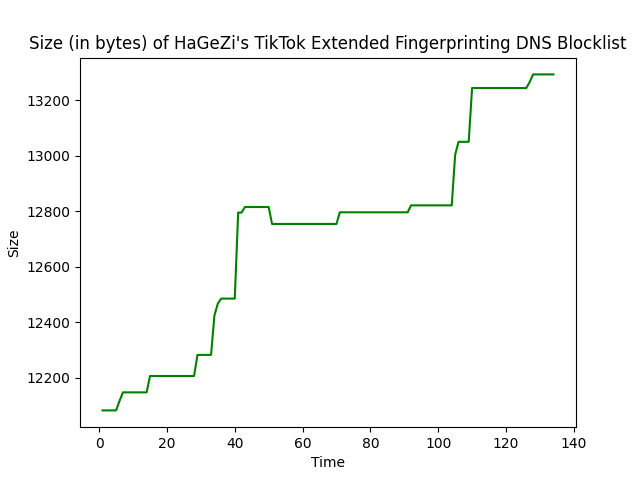 Size (in bytes) of HaGeZi's TikTok Extended Fingerprinting DNS Blocklist
Size
13200
13000
12800
12600
12400
12200
0 20 40 60 80 100 120 140
Time